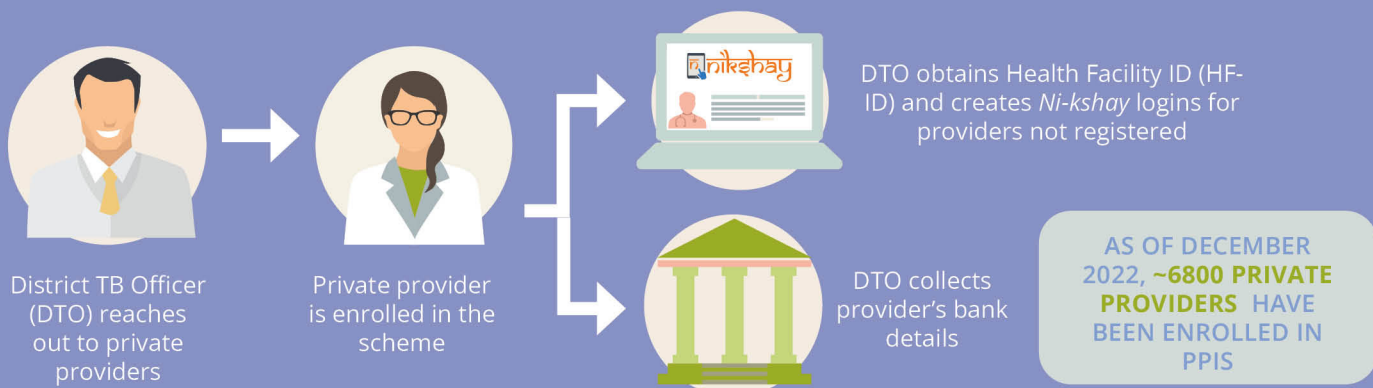 nikshay
DTO obtains Health Facility ID (HF-
ID) and creates Ni-kshay logins for
providers not registered
District TB Officer
(DTO) reaches
out to private
providers
Private provider
is enrolled in the
scheme
DTO collects
provider’s bank
details
AS OF DECEMBER
2022, ~6800 PRIVATE
PROVIDERS HAVE
BEEN ENROLLED IN
PPIS